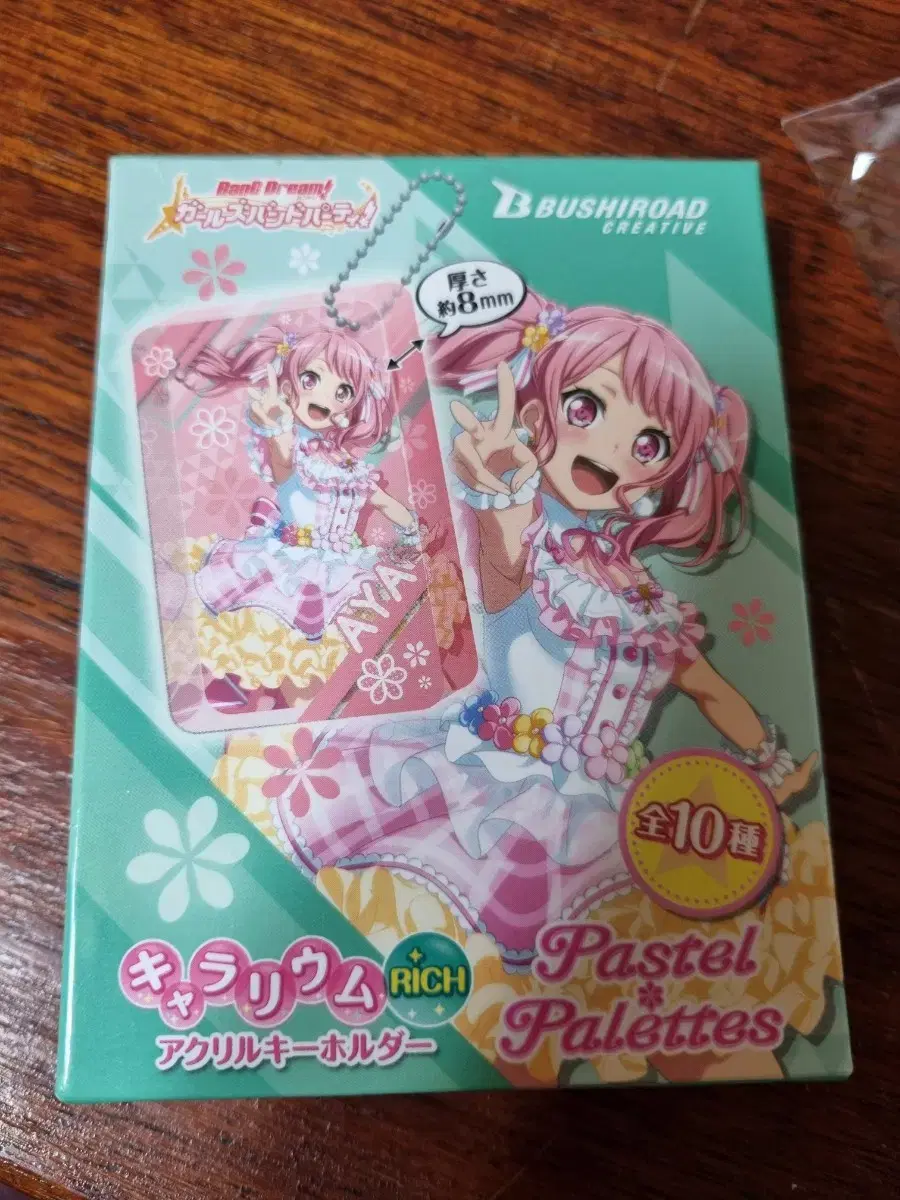 BanG Dream!
ガールズバンドパーティ!
BUSHIROAD
CREATIVE
厚さ
約8mm
AYA
全10種
キャラリウム
RICH
アクリルキーホルダー
Pastel
Palettes